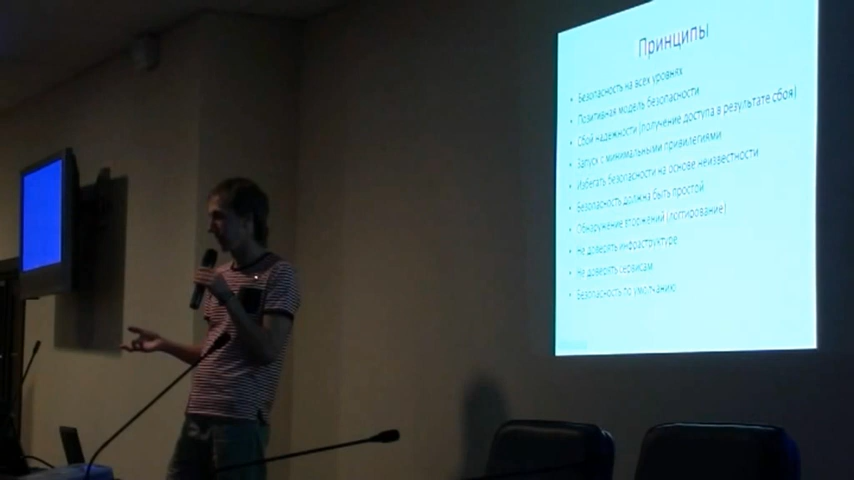 Принципы
• Безопасность на всех уровнях
• Позитивная модель безопасности
• Сбой надежности (получение доступа в результате сбоя)
• Запуск с минимальными привилегиями
• Избегать безопасности на основе неизвестности
• Безопасность должна быть простой
• Обнаружение вторжений (логгирование)
• Не доверять инфраструктуре
• Не доверять сервисам
• Безопасность по умолчанию